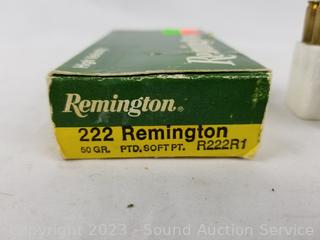 Remington®
222 Remington
50 GR. PTD. SOFT PT. R222R1
Copyright 2023 - Sound Auction Service